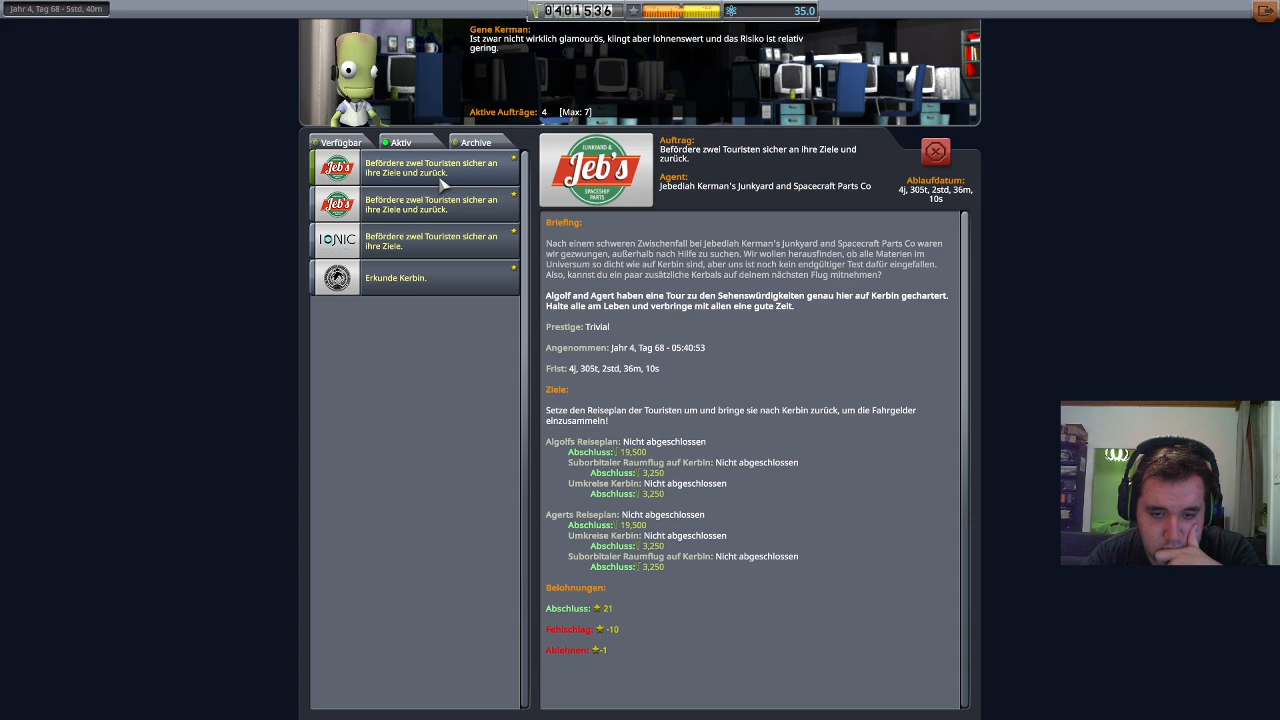 Jahr 4, Tag 68 - 5std, 40m
0401536
35.0
Gene Kerman:
Ist zwar nicht wirklich glamourös, klingt aber lohnenswert und das Risiko ist relativ
gering.
Aktive Aufträge: 4 [Max: 7]
Verfügbar
Aktiv
Archive
JUNKYARD &
Jeb's
SPACESHIP
PARTS
Befördere zwei Touristen sicher an
ihre Ziele und zurück.
Jeb's
Befördere zwei Touristen sicher an
ihre Ziele und zurück.
IONIC
Befördere zwei Touristen sicher an
ihre Ziele.
Erkunde Kerbin.
Auftrag:
Befördere zwei Touristen sicher an ihre Ziele und
zurück.
Agent:
Jebediah Kerman's Junkyard and Spacecraft Parts Co
Ablaufdatum:
4j, 305t, 2std, 36m,
10s
Briefing:
Nach einem schweren Zwischenfall bei Jebediah Kerman's Junkyard and Spacecraft Parts Co waren
wir gezwungen, außerhalb nach Hilfe zu suchen. Wir wollen herausfinden, ob alle Materien im
Universum so dicht wie auf Kerbin sind, aber uns ist noch kein endgültiger Test dafür eingefallen.
Also, kannst du ein paar zusätzliche Kerbals auf deinem nächsten Flug mitnehmen?
Algolf and Agert haben eine Tour zu den Sehenswürdigkeiten genau hier auf Kerbin gechartert.
Halte alle am Leben und verbringe mit allen eine gute Zeit.
Prestige: Trivial
Angenommen: Jahr 4, Tag 68 - 05:40:53
Frist: 4j, 305t, 2std, 36m, 10s
Ziele:
Setze den Reiseplan der Touristen um und bringe sie nach Kerbin zurück, um die Fahrgelder
einzusammeln!
Algolfs Reiseplan: Nicht abgeschlossen
Abschluss: 19,500
Suborbitaler Raumflug auf Kerbin: Nicht abgeschlossen
Abschluss: 3,250
Umkreise Kerbin: Nicht abgeschlossen
Abschluss: 3,250
Agerts Reiseplan: Nicht abgeschlossen
Abschluss: 19,500
Umkreise Kerbin: Nicht abgeschlossen
Abschluss: 3,250
Suborbitaler Raumflug auf Kerbin: Nicht abgeschlossen
Abschluss: 3,250
Belohnungen:
Abschluss: 21
Fehlschlag: -10
Ablehnen: -1